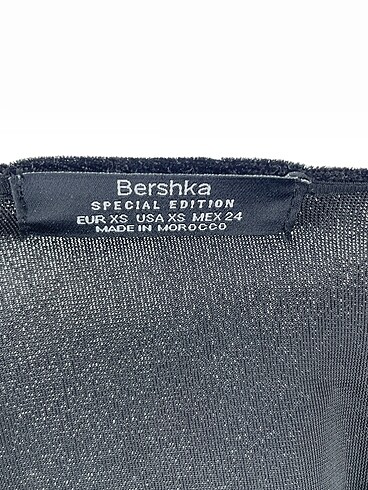 Bershka
SPECIAL EDITION
EUR XS USA XS MEX 24
MADE IN MOROCCO